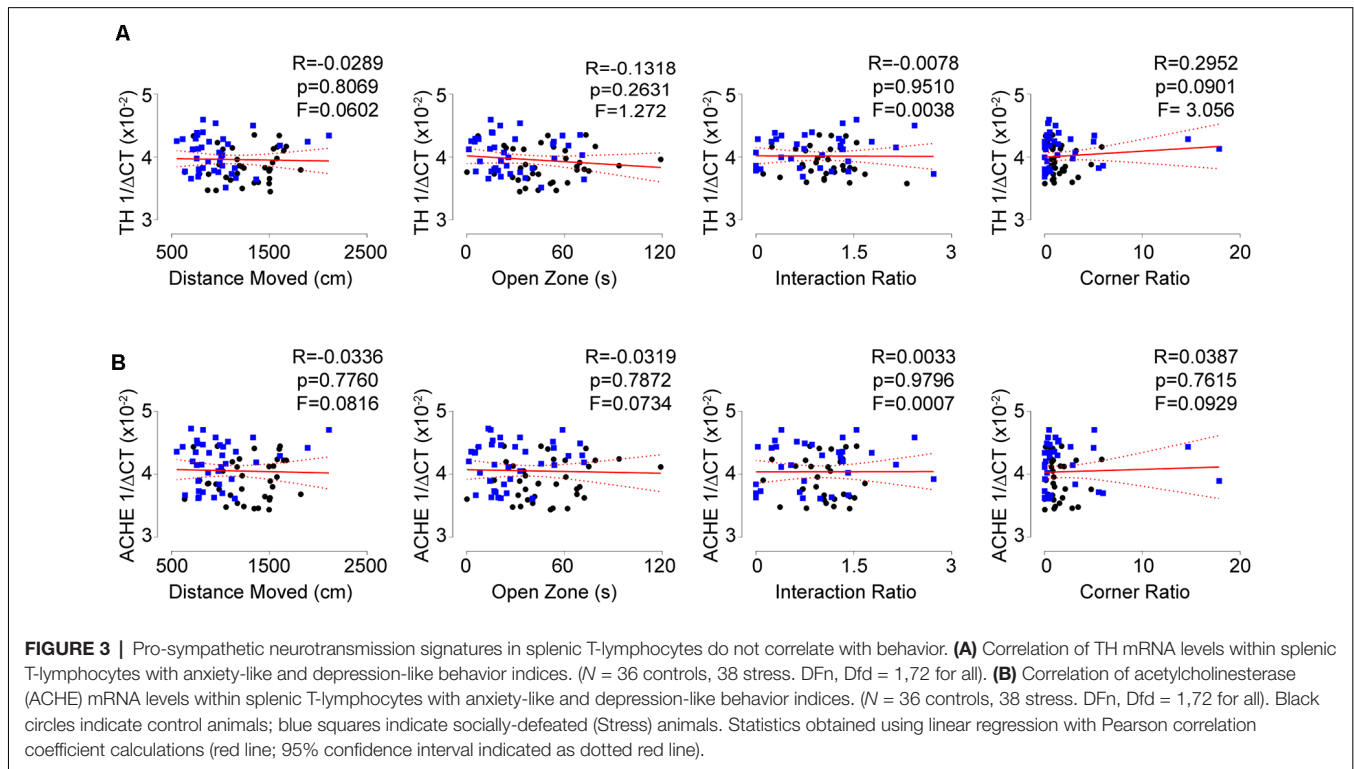 A
R=-0.0289
p=0.8069
F=0.0602
R=-0.1318
p=0.2631
F=1.272
R=-0.0078
p=0.9510
F=0.0038
R=0.2952
p=0.0901
F= 3.056
TH 1/ΔCT (x10⁻²)
5
4
3
500 1500 2500
Distance Moved (cm)
TH 1/ΔCT (x10⁻²)
5
4
3
0 60 120
Open Zone (s)
TH 1/ΔCT (x10⁻²)
5
4
3
0 1.5 3
Interaction Ratio
TH 1/ΔCT (x10⁻²)
5
4
3
0 10 20
Corner Ratio
B
R=-0.0336
p=0.7760
F=0.0816
R=-0.0319
p=0.7872
F=0.0734
R=0.0033
p=0.9796
F=0.0007
R=0.0387
p=0.7615
F=0.0929
ACHE 1/ΔCT (x10⁻²)
5
4
3
500 1500 2500
Distance Moved (cm)
ACHE 1/ΔCT (x10⁻²)
5
4
3
0 60 120
Open Zone (s)
ACHE 1/ΔCT (x10⁻²)
5
4
3
0 1.5 3
Interaction Ratio
ACHE 1/ΔCT (x10⁻²)
5
4
3
0 10 20
Corner Ratio
FIGURE 3 | Pro-sympathetic neurotransmission signatures in splenic T-lymphocytes do not correlate with behavior. (A) Correlation of TH mRNA levels within splenic
T-lymphocytes with anxiety-like and depression-like behavior indices. (N = 36 controls, 38 stress. DFn, Dfd = 1,72 for all). (B) Correlation of acetylcholinesterase
(ACHE) mRNA levels within splenic T-lymphocytes with anxiety-like and depression-like behavior indices. (N = 36 controls, 38 stress. DFn, Dfd = 1,72 for all). Black
circles indicate control animals; blue squares indicate socially-defeated (Stress) animals. Statistics obtained using linear regression with Pearson correlation
coefficient calculations (red line; 95% confidence interval indicated as dotted red line).